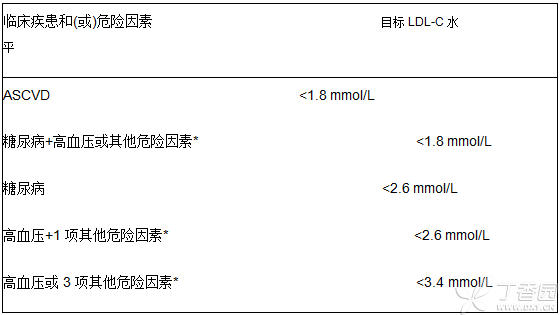 临床疾患和(或)危险因素 目标 LDL-C 水
平
ASCVD <1.8 mmol/L
糖尿病+高血压或其他危险因素* <1.8 mmol/L
糖尿病 <2.6 mmol/L
高血压+1 项其他危险因素* <2.6 mmol/L
高血压或 3 项其他危险因素* <3.4 mmol/L
丁香园
WWW.DXY.CN